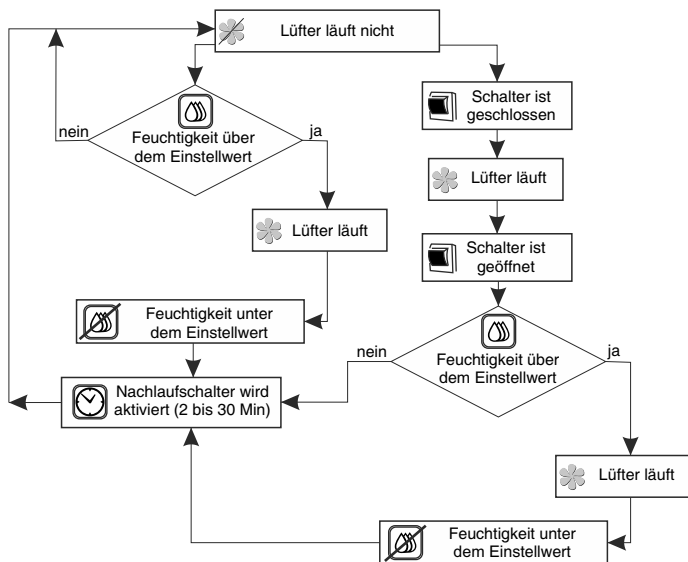 Lüfter läuft nicht
Feuchtigkeit über
dem Einstellwert
nein
ja
Lüfter läuft
Feuchtigkeit unter
dem Einstellwert
Nachlaufschalter wird
aktiviert (2 bis 30 Min)
Schalter ist
geschlossen
Lüfter läuft
Schalter ist
geöffnet
Feuchtigkeit über
dem Einstellwert
nein
ja
Lüfter läuft
Feuchtigkeit unter
dem Einstellwert